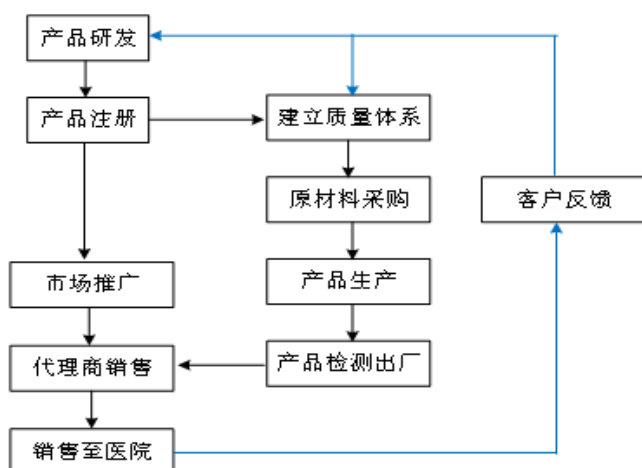 产品研发
产品注册
建立质量体系
原材料采购
客户反馈
市场推广
产品生产
代理商销售
产品检测出厂
销售至医院